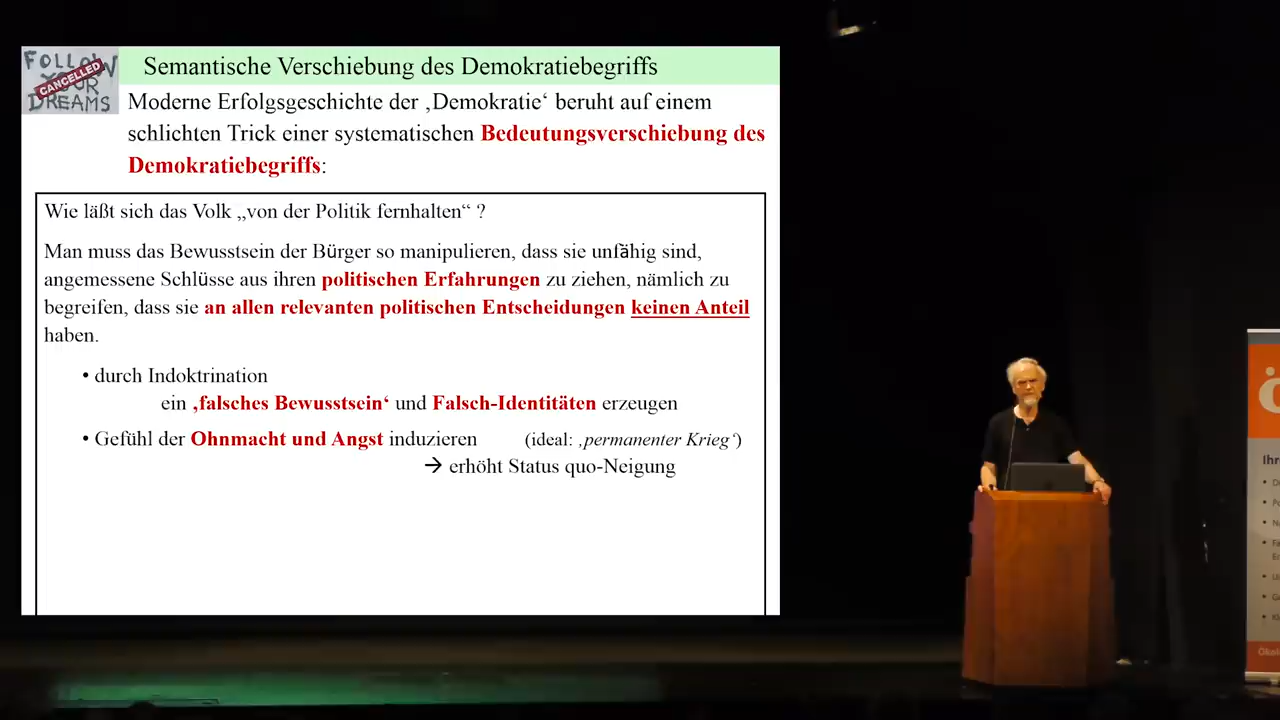 FOLLOW
YOUR
DREAMS
CANCELLED
Semantische Verschiebung des Demokratiebegriffs
Moderne Erfolgsgeschichte der ‚Demokratie‘ beruht auf einem
schlichten Trick einer systematischen Bedeutungsverschiebung des
Demokratiebegriffs:
Wie läßt sich das Volk „von der Politik fernhalten“ ?
Man muss das Bewusstsein der Bürger so manipulieren, dass sie unfähig sind,
angemessene Schlüsse aus ihren politischen Erfahrungen zu ziehen, nämlich zu
begreifen, dass sie an allen relevanten politischen Entscheidungen keinen Anteil
haben.
• durch Indoktrination
ein ‚falsches Bewusstsein‘ und Falsch-Identitäten erzeugen
• Gefühl der Ohnmacht und Angst induzieren (ideal: ‚permanenter Krieg‘)
→ erhöht Status quo-Neigung
Ö
Ihr